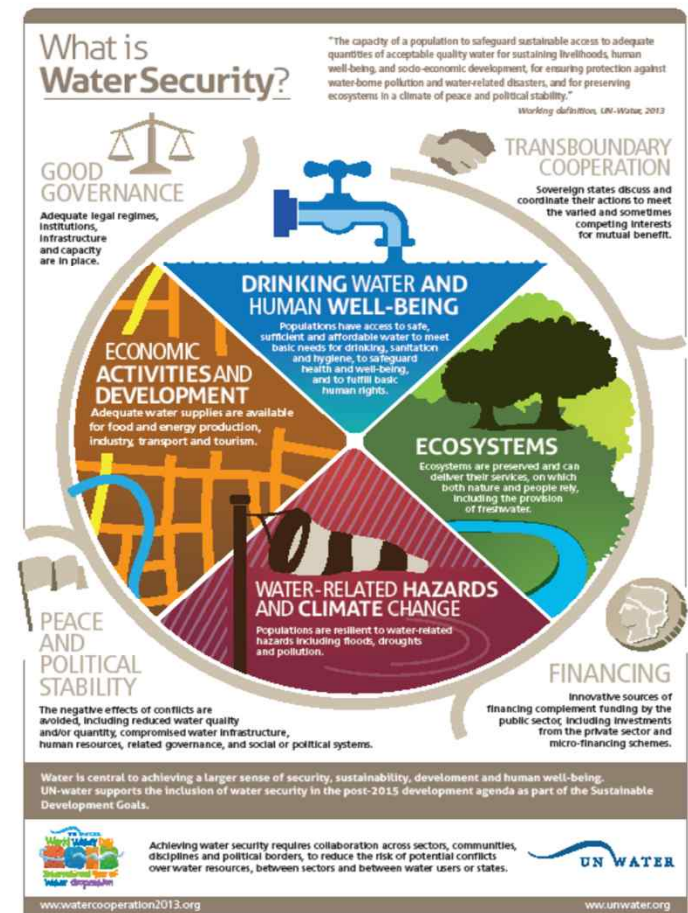 What is
Water Security?
"The capacity of a population to safeguard sustainable access to adequate
quantities of acceptable quality water for sustaining livelihoods, human
well-being, and socio-economic development, for ensuring protection against
water-borne pollution and water-related disasters, and for preserving
ecosystems in a climate of peace and political stability."
Working definition, UN-Water, 2013
GOOD
GOVERNANCE
Adequate legal regimes,
institutions,
infrastructure
and capacity
are in place.
TRANSBOUNDARY
COOPERATION
Sovereign states discuss and
coordinate their actions to meet
the varied and sometimes
competing interests
for mutual benefit.
DRINKING WATER AND
HUMAN WELL-BEING
Populations have access to safe,
sufficient and affordable water to meet
basic needs for drinking, sanitation
and hygiene, to safeguard
health and well-being,
and to fulfill basic
human rights.
ECONOMIC
ACTIVITIES AND
DEVELOPMENT
Adequate water supplies are available
for food and energy production,
industry, transport and tourism.
ECOSYSTEMS
Ecosystems are preserved and can
deliver their services, on which
both nature and people rely,
including the provision
of freshwater.
WATER-RELATED HAZARDS
AND CLIMATE CHANGE
Populations are resilient to water-related
hazards including floods, droughts
and pollution.
PEACE
AND
POLITICAL
STABILITY
The negative effects of conflicts are
avoided, including reduced water quality
and/or quantity, compromised water infrastructure,
human resources, related governance, and social or political systems.
FINANCING
Innovative sources of
financing complement funding by the
public sector, including investments
from the private sector and
micro-financing schemes.
Water is central to achieving a larger sense of security, sustainability, develoment and human well-being.
UN-water supports the inclusion of water security in the post-2015 development agenda as part of the Sustainable
Development Goals.
UN WATER
World Water Day
International Year of
Water Cooperation
Achieving water security requires collaboration across sectors, communities,
disciplines and political borders, to reduce the risk of potential conflicts
over water resources, between sectors and between water users or states.
UN WATER
www.watercooperation2013.org
www.unwater.org